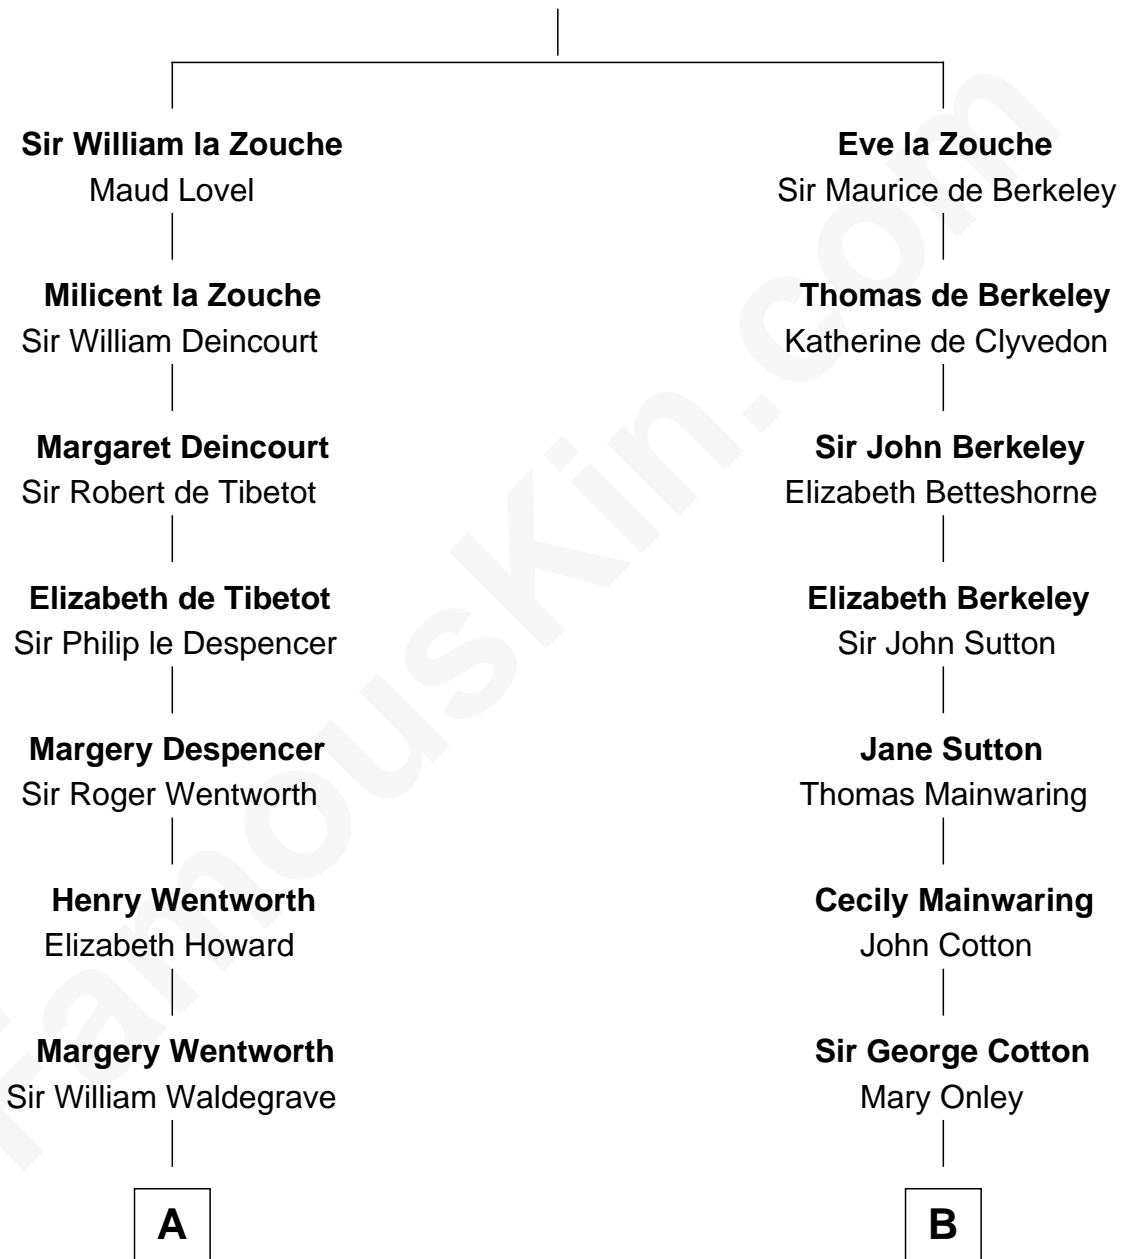 Sir William la Zouche
Maud Lovel
Milicent la Zouche
Sir William Deincourt
Margaret Deincourt
Sir Robert de Tibetot
Elizabeth de Tibetot
Sir Philip le Despencer
Margery Despencer
Sir Roger Wentworth
Henry Wentworth
Elizabeth Howard
Margery Wentworth
Sir William Waldegrave
A
Eve la Zouche
Sir Maurice de Berkeley
Thomas de Berkeley
Katherine de Clyvedon
Sir John Berkeley
Elizabeth Betteshorne
Elizabeth Berkeley
Sir John Sutton
Jane Sutton
Thomas Mainwaring
Cecily Mainwaring
John Cotton
Sir George Cotton
Mary Onley
B
FamousKin.com